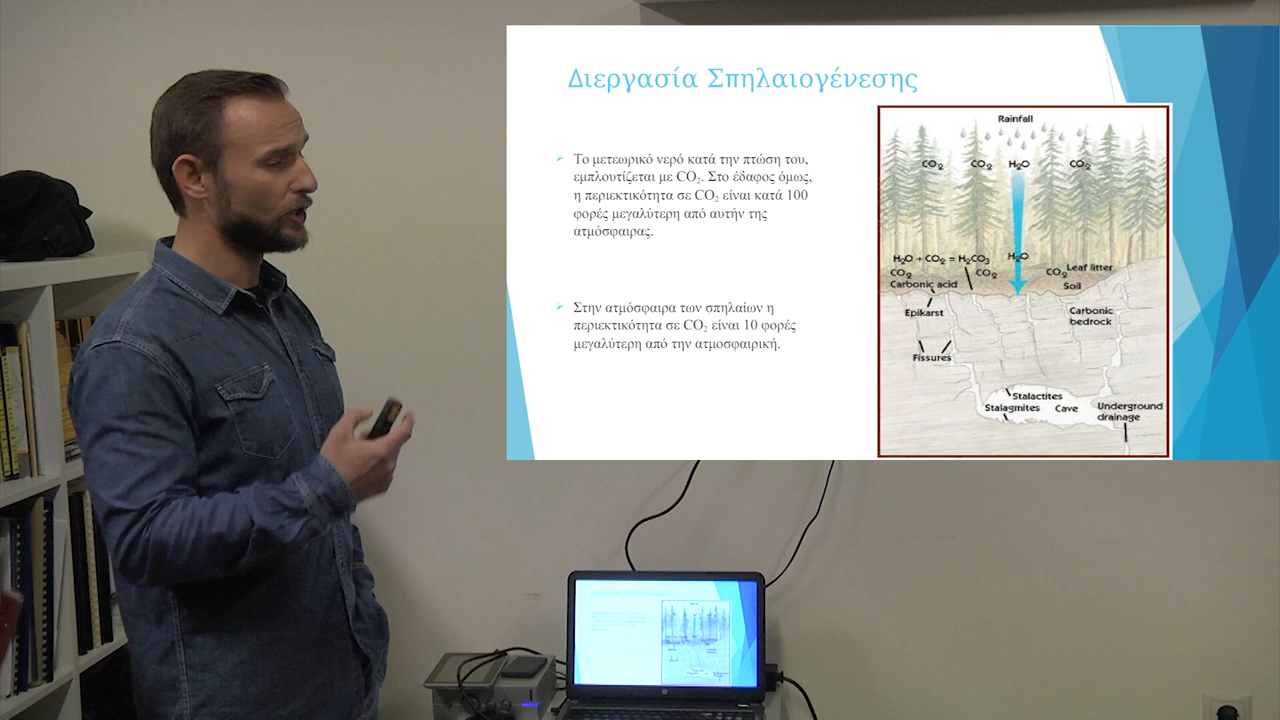 Διεργασία Σπηλαιογένεσης
Το μετεωρικό νερό κατά την πτώση του,
εμπλουτίζεται με CO₂. Στο έδαφος όμως,
η περιεκτικότητα σε CO₂ είναι κατά 100
φορές μεγαλύτερη από αυτήν της
ατμόσφαιρας.
Στην ατμόσφαιρα των σπηλαίων η
περιεκτικότητα σε CO₂ είναι 10 φορές
μεγαλύτερη από την ατμοσφαιρική.
Rainfall
CO₂ CO₂ H₂O CO₂
H₂O + CO₂ = H₂CO₃ H₂O
CO₂ CO₂ CO₂ Leaf litter
Carbonic acid Soil
Epikarst Carbonic
bedrock
Fissures
Stalactites
Stalagmites Cave Underground
drainage